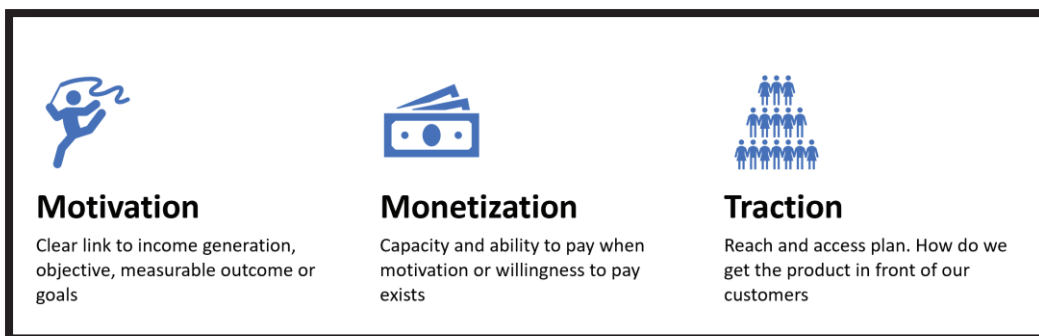 Motivation
Clear link to income generation,
objective, measurable outcome or
goals
Monetization
Capacity and ability to pay when
motivation or willingness to pay
exists
Traction
Reach and access plan. How do we
get the product in front of our
customers